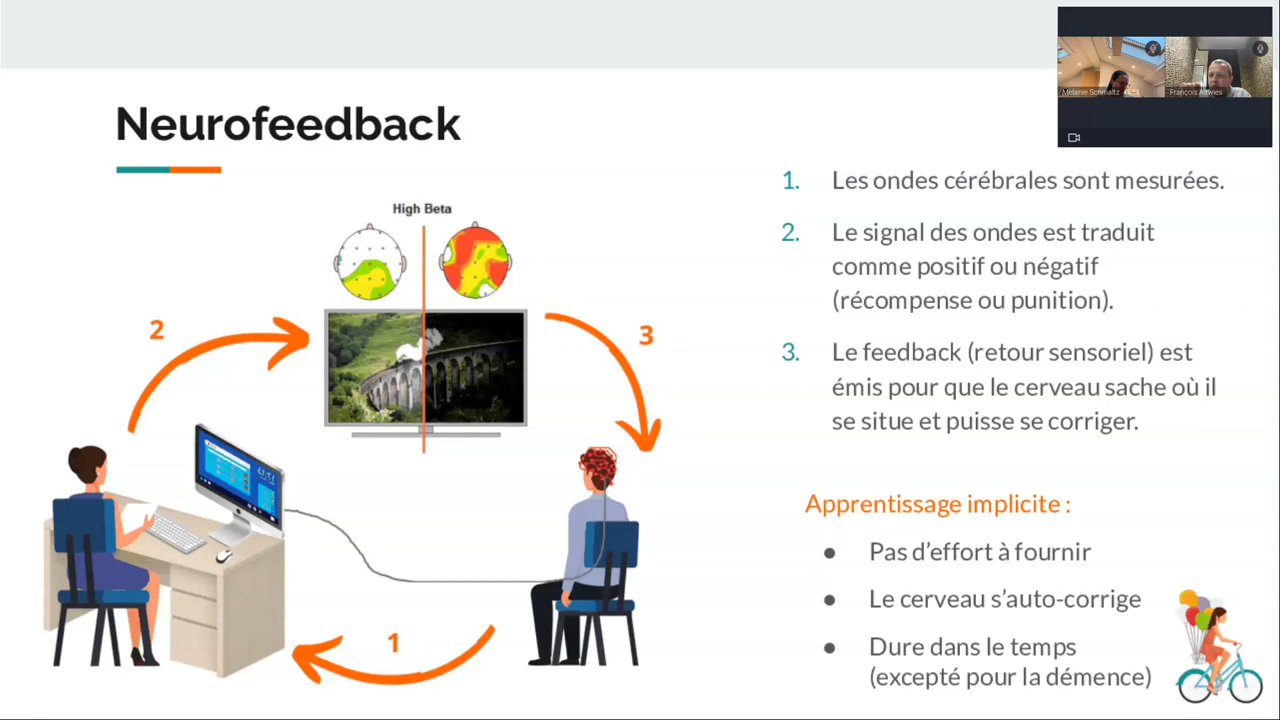 Neurofeedback
High Beta
2
3
1
Mélanie Schmaltz
François Altwies
1. Les ondes cérébrales sont mesurées.
2. Le signal des ondes est traduit
comme positif ou négatif
(récompense ou punition).
3. Le feedback (retour sensoriel) est
émis pour que le cerveau sache où il
se situe et puisse se corriger.
Apprentissage implicite :
● Pas d’effort à fournir
● Le cerveau s’auto-corrige
● Dure dans le temps
(excepté pour la démence)